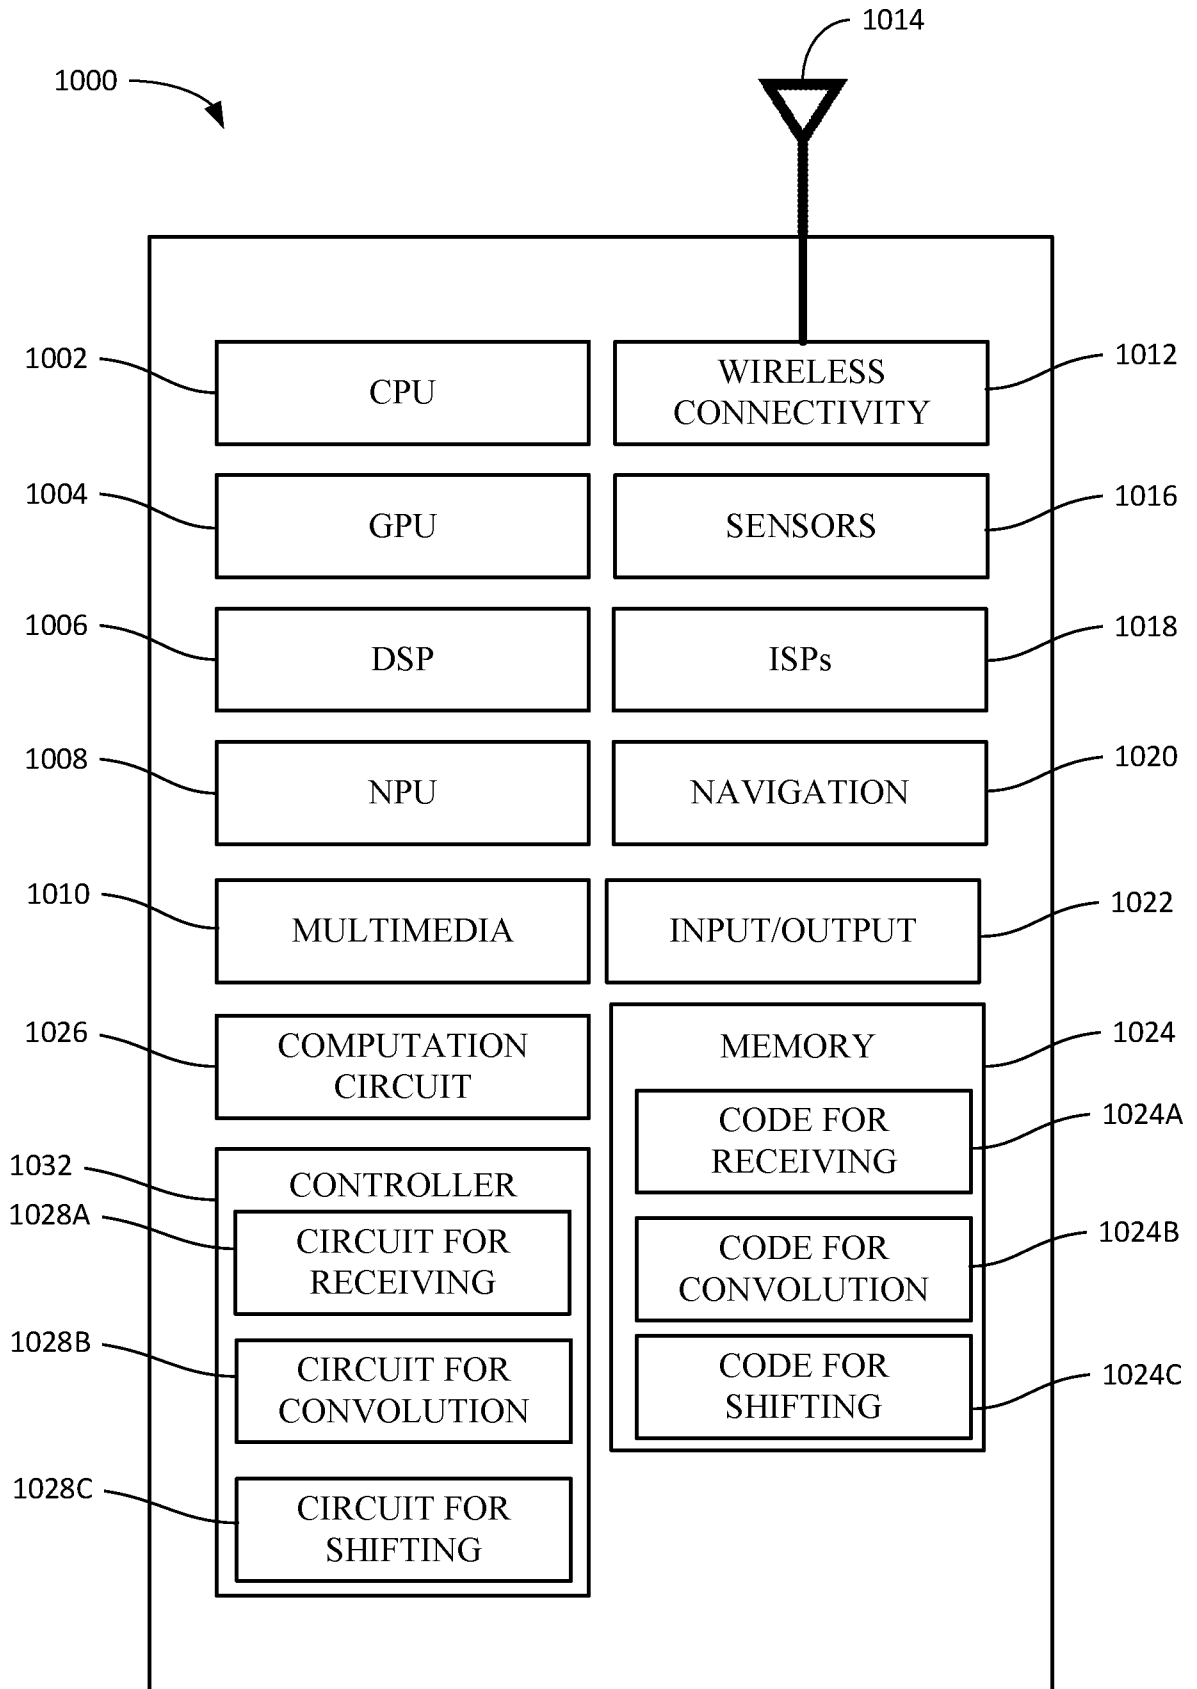 1014
1000
1002
CPU
WIRELESS
CONNECTIVITY
1012
1004
GPU
SENSORS
1016
1006
DSP
ISPs
1018
1008
NPU
NAVIGATION
1020
1010
MULTIMEDIA
INPUT/OUTPUT
1022
1026
COMPUTATION
CIRCUIT
MEMORY
1024
CODE FOR
RECEIVING
1024A
1032
CONTROLLER
1028A
CIRCUIT FOR
RECEIVING
CODE FOR
CONVOLUTION
1024B
1028B
CIRCUIT FOR
CONVOLUTION
CODE FOR
SHIFTING
1024C
1028C
CIRCUIT FOR
SHIFTING